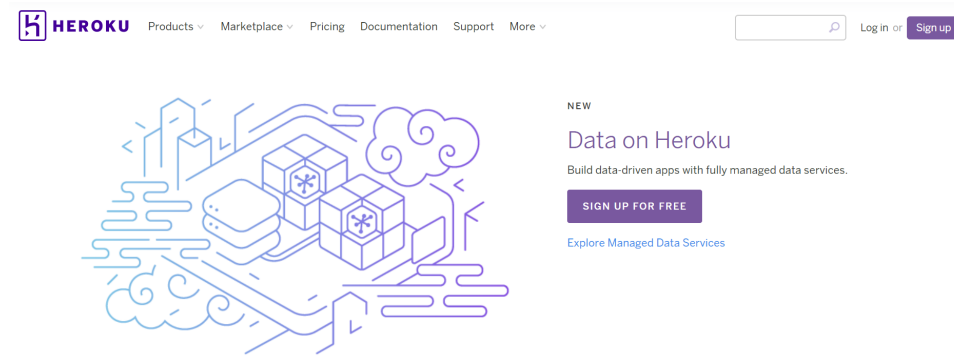 HEROKU Products Marketplace Pricing Documentation Support More Log in or Sign up
NEW
Data on Heroku
Build data-driven apps with fully managed data services.
SIGN UP FOR FREE
Explore Managed Data Services